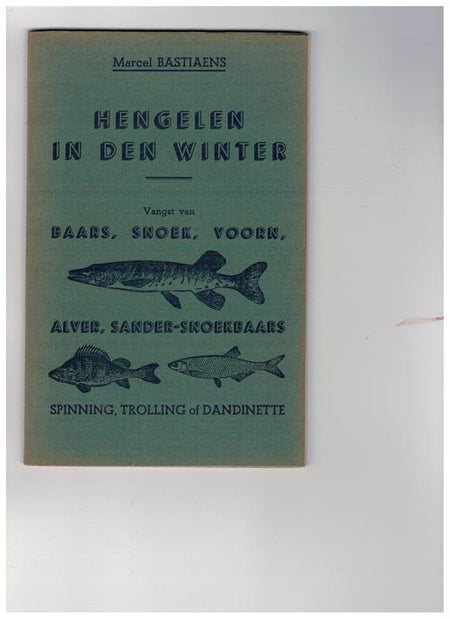 Marcel BASTIAENS
HENGELEN
IN DEN WINTER
Vangst van
BAARS, SNOEK, VOORN,
ALVER, SANDER-SNOEKBAARS
SPINNING, TROLLING of DANDINETTE